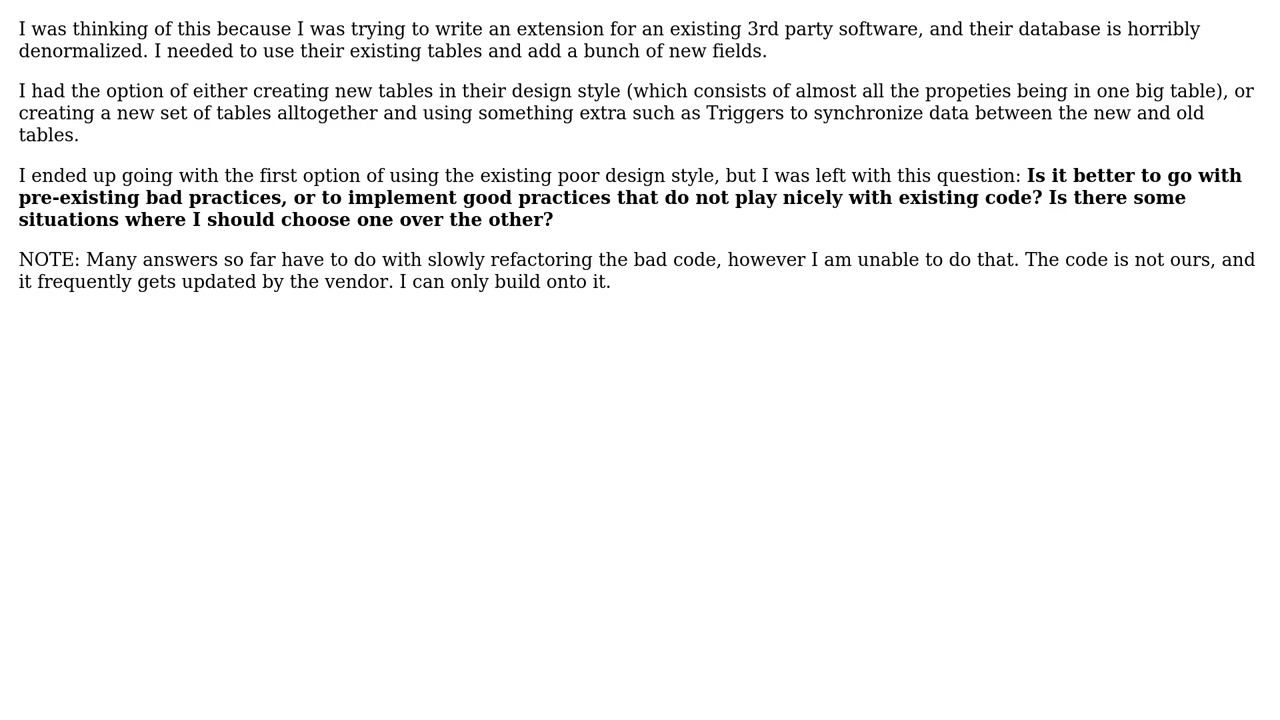 I was thinking of this because I was trying to write an extension for an existing 3rd party software, and their database is horribly
denormalized. I needed to use their existing tables and add a bunch of new fields.
I had the option of either creating new tables in their design style (which consists of almost all the propeties being in one big table), or
creating a new set of tables alltogether and using something extra such as Triggers to synchronize data between the new and old
tables.
I ended up going with the first option of using the existing poor design style, but I was left with this question: Is it better to go with
pre-existing bad practices, or to implement good practices that do not play nicely with existing code? Is there some
situations where I should choose one over the other?
NOTE: Many answers so far have to do with slowly refactoring the bad code, however I am unable to do that. The code is not ours, and
it frequently gets updated by the vendor. I can only build onto it.